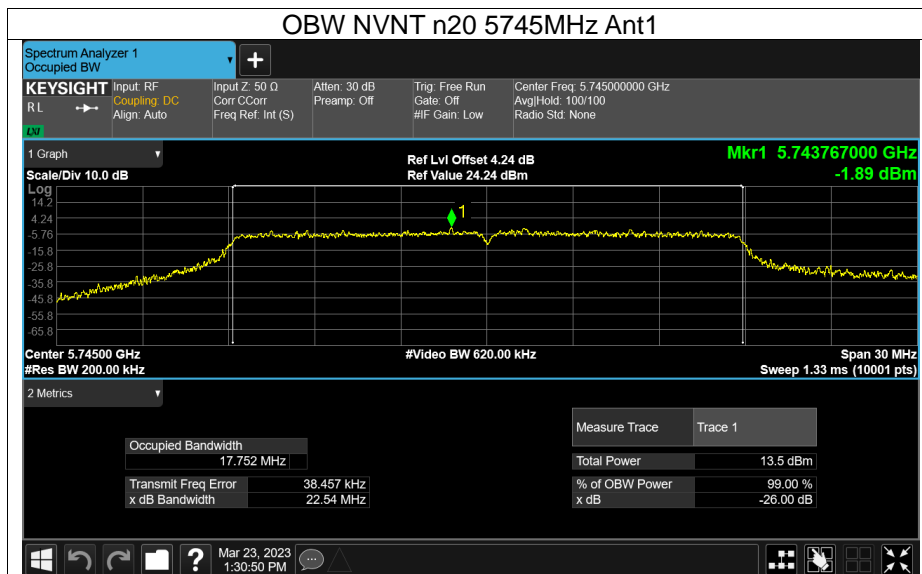 OBW NVNT n20 5745MHz Ant1
Spectrum Analyzer 1
Occupied BW
KEYSIGHT
R L
LXI
Input: RF
Coupling: DC
Align: Auto
Input Z: 50 Ω
Corr CCorr
Freq Ref: Int (S)
Atten: 30 dB
Preamp: Off
Trig: Free Run
Gate: Off
#IF Gain: Low
Center Freq: 5.745000000 GHz
Avg|Hold: 100/100
Radio Std: None
1 Graph
Scale/Div 10.0 dB
Ref Lvl Offset 4.24 dB
Ref Value 24.24 dBm
Mkr1 5.743767000 GHz
-1.89 dBm
Log
14.2
4.24
-5.76
-15.8
-25.8
-35.8
-45.8
-55.8
-65.8
1
Center 5.74500 GHz
#Video BW 620.00 kHz
Span 30 MHz
#Res BW 200.00 kHz
Sweep 1.33 ms (10001 pts)
2 Metrics
Measure Trace Trace 1
Occupied Bandwidth
17.752 MHz
Total Power 13.5 dBm
Transmit Freq Error 38.457 kHz
% of OBW Power 99.00 %
x dB Bandwidth 22.54 MHz
x dB -26.00 dB
?
Mar 23, 2023
1:30:50 PM